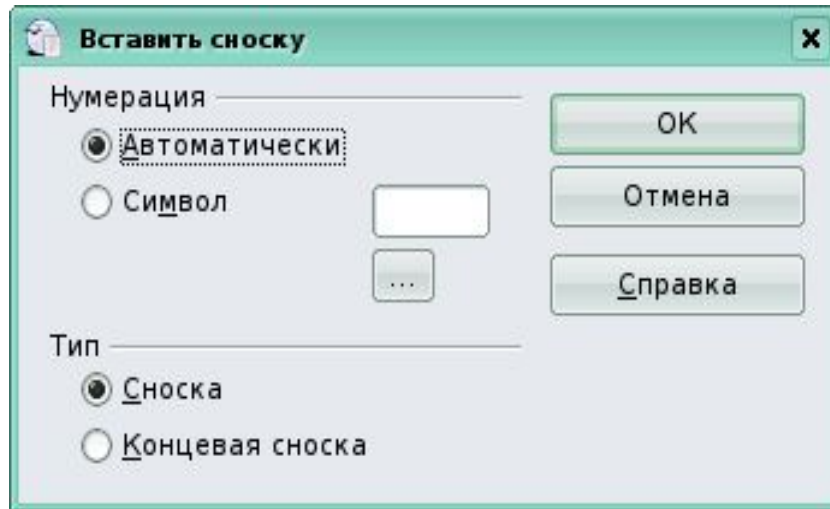 Вставить сноску
Нумерация
Автоматически
Символ
...
Тип
Сноска
Концевая сноска
OK
Отмена
Справка